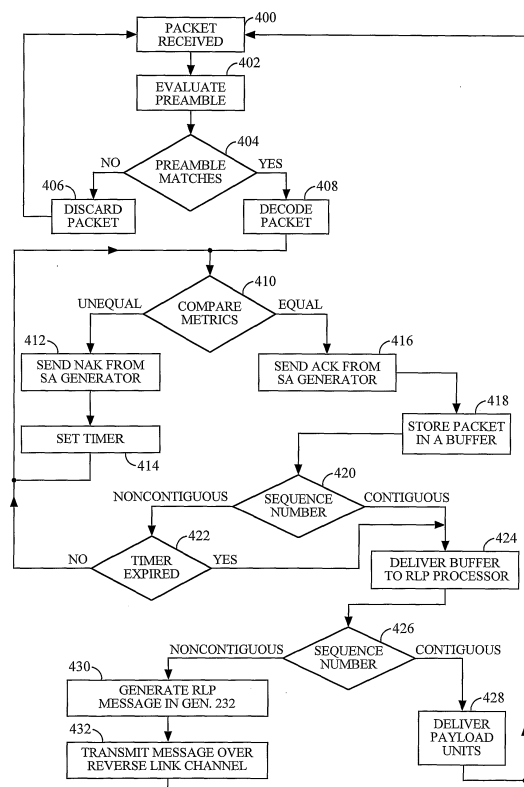 PACKET
RECEIVED
400
EVALUATE
PREAMBLE
402
PREAMBLE
MATCHES
404
NO
YES
406
DISCARD
PACKET
408
DECODE
PACKET
COMPARE
METRICS
410
UNEQUAL
EQUAL
412
SEND NAK FROM
SA GENERATOR
SEND ACK FROM
SA GENERATOR
416
SET TIMER
414
418
STORE PACKET
IN A BUFFER
SEQUENCE
NUMBER
420
NONCONTIGUOUS
CONTIGUOUS
TIMER
EXPIRED
422
NO
YES
424
DELIVER BUFFER
TO RLP PROCESSOR
SEQUENCE
NUMBER
426
NONCONTIGUOUS
CONTIGUOUS
430
GENERATE RLP
MESSAGE IN GEN. 232
428
DELIVER
PAYLOAD
UNITS
432
TRANSMIT MESSAGE OVER
REVERSE LINK CHANNEL